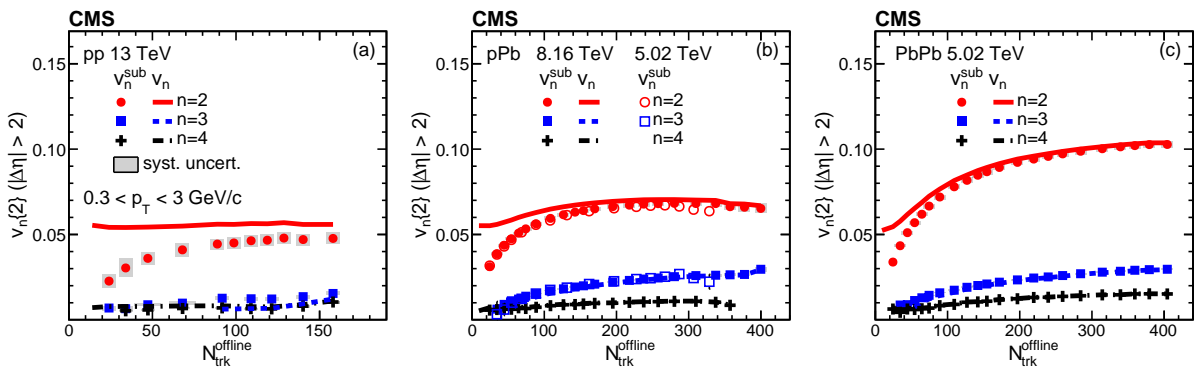 CMS
(a)
pp 13 TeV
v_n^sub v_n
n=2
n=3
n=4
syst. uncert.
0.3 < p_T < 3 GeV/c
v_n{2} (|Δη| > 2)
0.15
0.10
0.05
0 50 100 150
N_trk^offline
CMS
(b)
pPb 8.16 TeV 5.02 TeV
v_n^sub v_n v_n^sub
n=2
n=3
n=4
v_n{2} (|Δη| > 2)
0.15
0.10
0.05
0 100 200 300 400
N_trk^offline
CMS
(c)
PbPb 5.02 TeV
v_n^sub v_n
n=2
n=3
n=4
v_n{2} (|Δη| > 2)
0.15
0.10
0.05
0 100 200 300 400
N_trk^offline